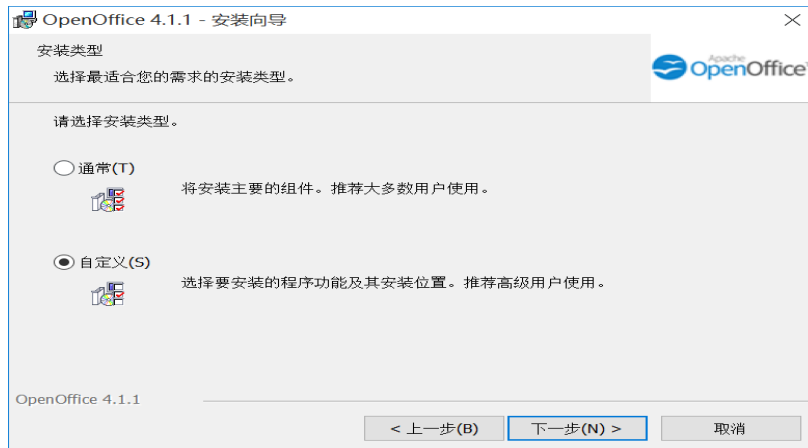 OpenOffice 4.1.1 - 安装向导
安装类型
选择最适合您的需求的安装类型。
Apache
OpenOffice™
请选择安装类型。
通常(T)
将安装主要的组件。推荐大多数用户使用。
自定义(S)
选择要安装的程序功能及其安装位置。推荐高级用户使用。
OpenOffice 4.1.1
< 上一步(B) 下一步(N) > 取消